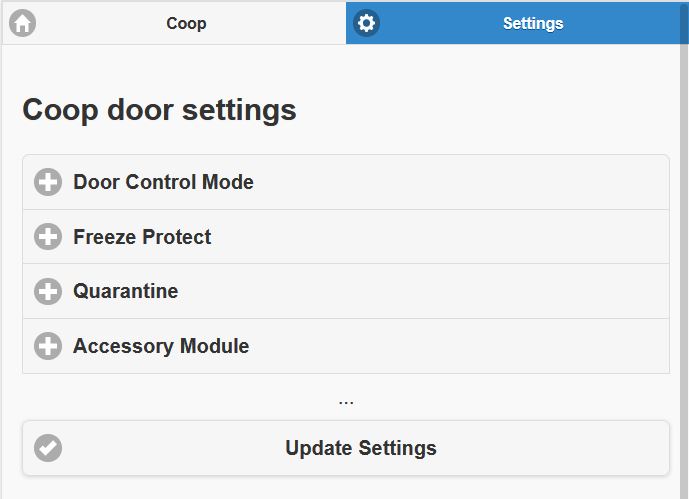 Coop
Settings
Coop door settings
Door Control Mode
Freeze Protect
Quarantine
Accessory Module
...
Update Settings